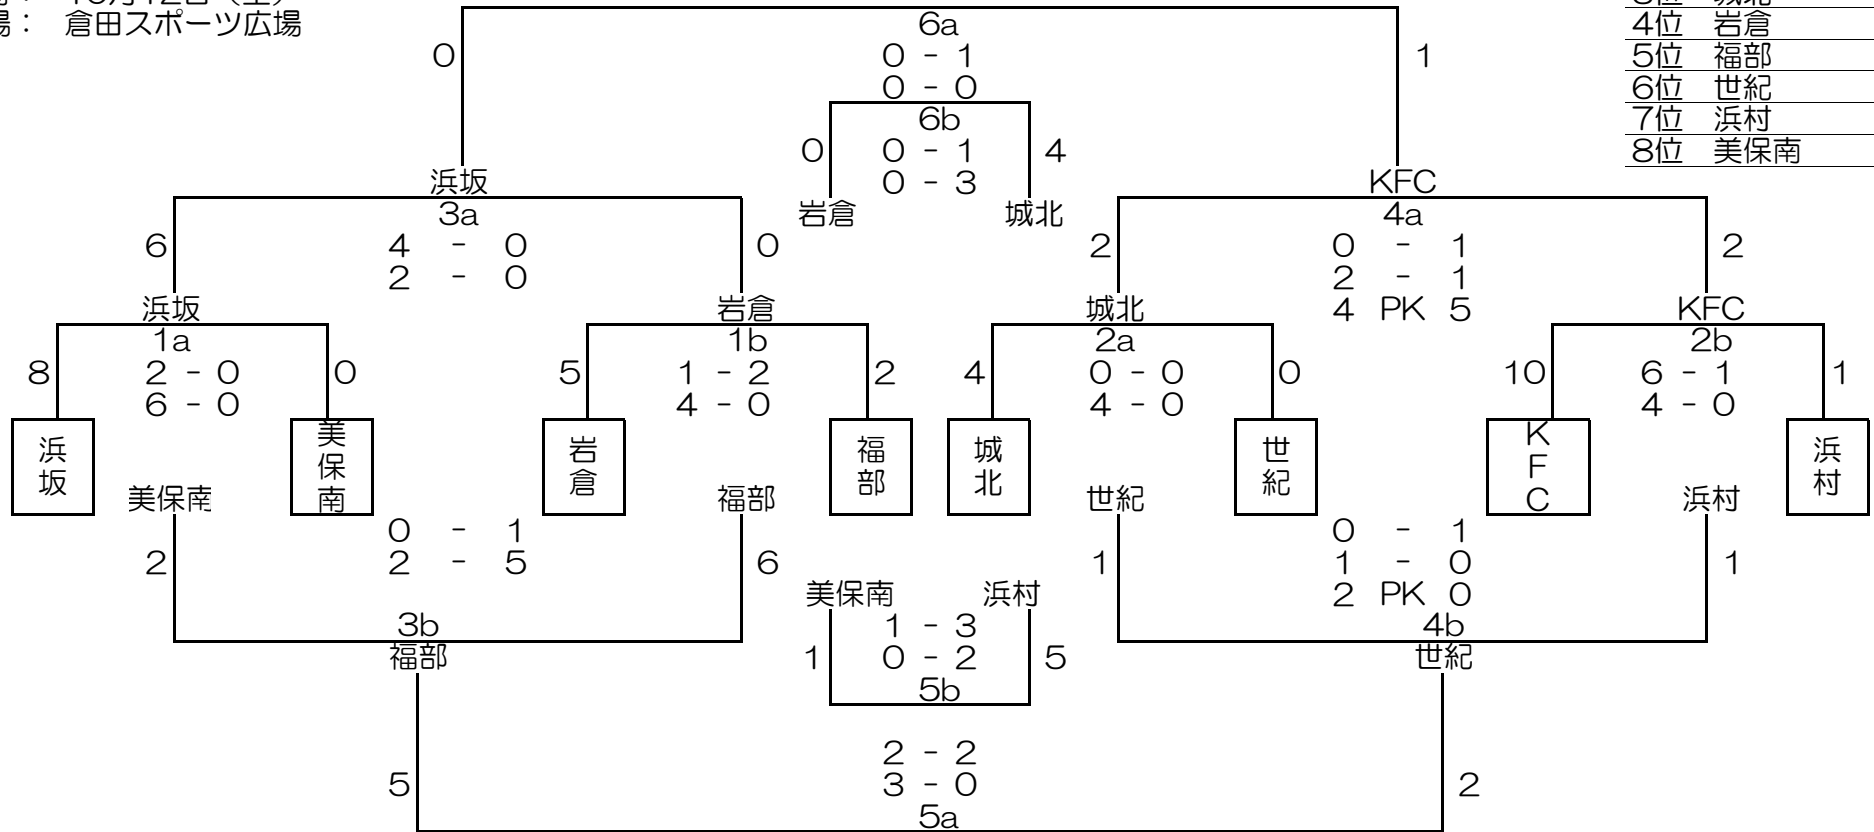 場： 倉田スポーツ広場
4位 岩倉
5位 福部
6位 世紀
7位 浜村
8位 美保南
6a
0 0 - 1 1
0 - 0
6b
0 0 - 1 4
0 - 3
岩倉 城北
浜坂 KFC
3a 4a
6 4 - 0 0 2 0 - 1 2
2 - 0 2 - 1
4 PK 5
浜坂 岩倉 城北 KFC
1a 1b 2a 2b
8 2 - 0 0 5 1 - 2 2 4 0 - 0 0 10 6 - 1 1
6 - 0 4 - 0 4 - 0 4 - 0
浜坂 美保南 岩倉 福部 城北 世紀 KFC 浜村
美保南 福部 世紀 浜村
0 - 1 0 - 1
2 2 - 5 6 1 1 - 0 1
2 PK 0
3b 4b
福部 世紀
美保南 浜村
1 - 3
1 0 - 2 5
5b
2 - 2
5 3 - 0 2
5a